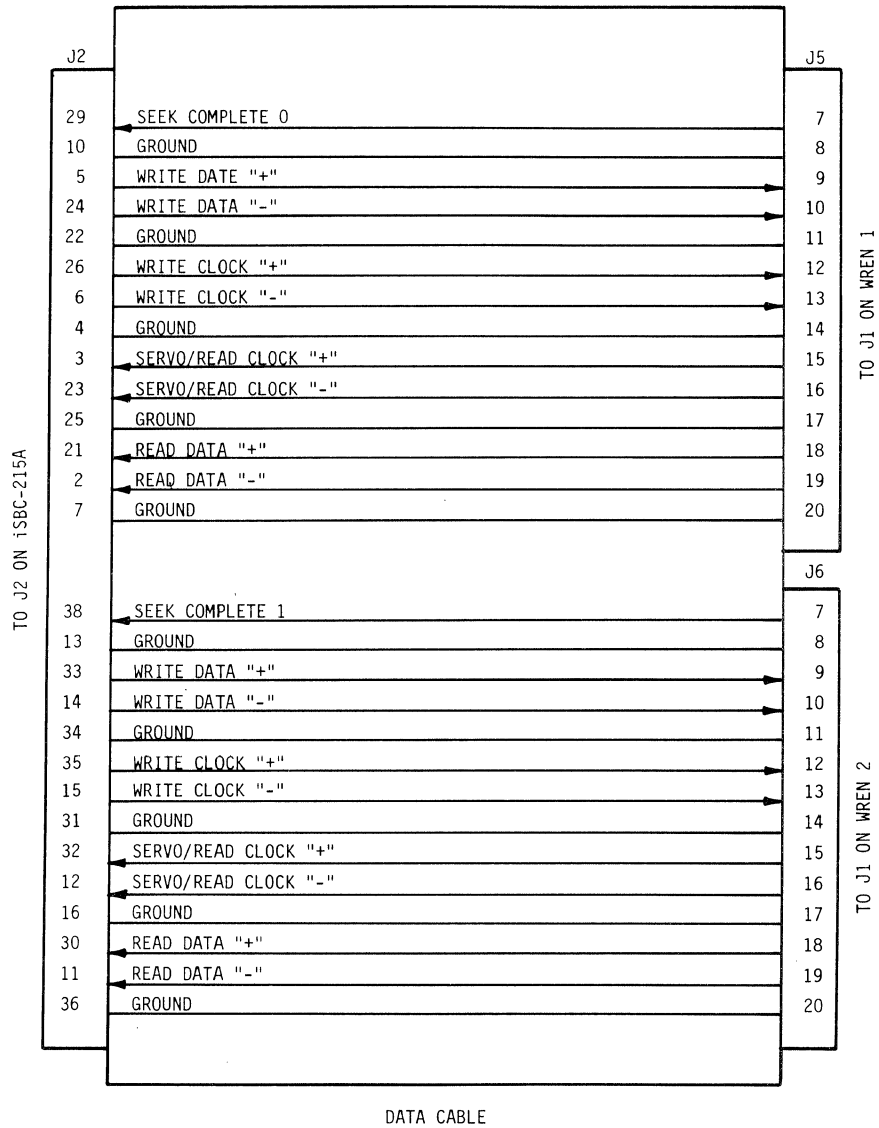 J2 J5
29 SEEK COMPLETE 0 7
10 GROUND 8
5 WRITE DATE "+" 9
24 WRITE DATA "-" 10
22 GROUND 11
26 WRITE CLOCK "+" 12
6 WRITE CLOCK "-" 13
4 GROUND 14
3 SERVO/READ CLOCK "+" 15
23 SERVO/READ CLOCK "-" 16
25 GROUND 17
21 READ DATA "+" 18
2 READ DATA "-" 19
7 GROUND 20
TO J1 ON WREN 1
TO J2 ON iSBC-215A
J6
38 SEEK COMPLETE 1 7
13 GROUND 8
33 WRITE DATA "+" 9
14 WRITE DATA "-" 10
34 GROUND 11
35 WRITE CLOCK "+" 12
15 WRITE CLOCK "-" 13
31 GROUND 14
32 SERVO/READ CLOCK "+" 15
12 SERVO/READ CLOCK "-" 16
16 GROUND 17
30 READ DATA "+" 18
11 READ DATA "-" 19
36 GROUND 20
TO J1 ON WREN 2
DATA CABLE